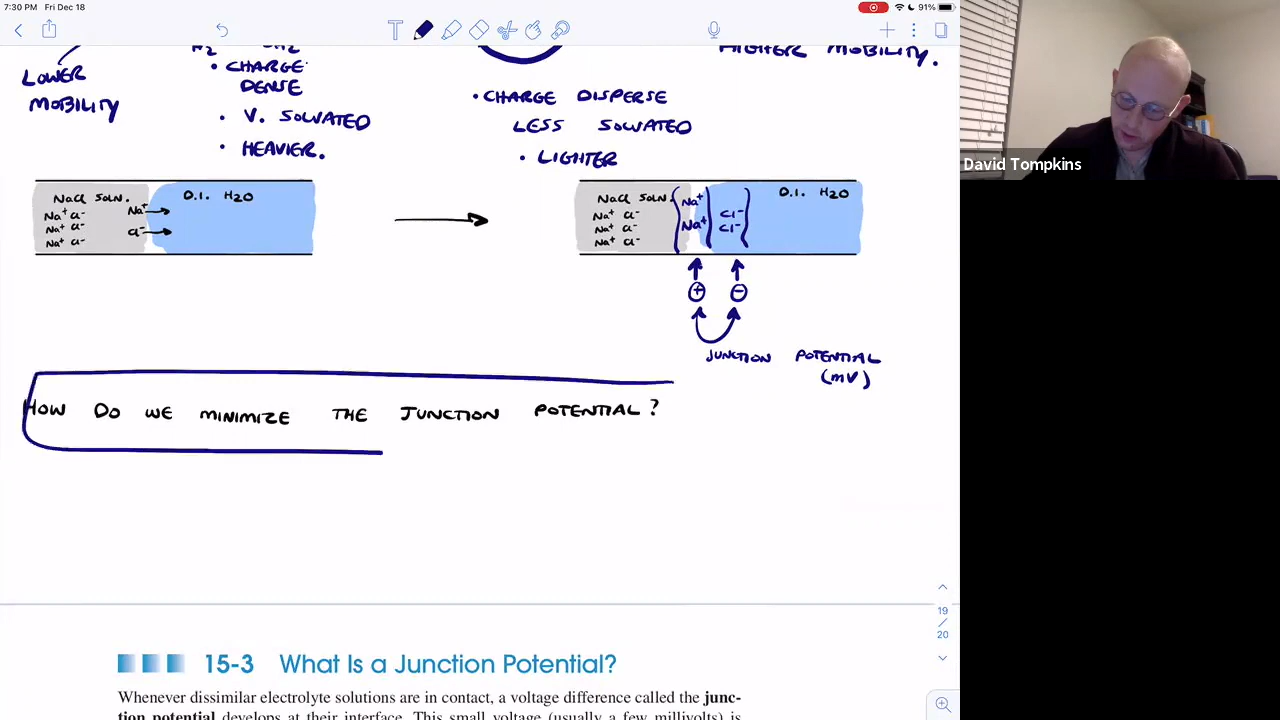 7:30 PM Fri Dec 18
91%
HIGHER MOBILITY.
LOWER
MOBILITY
• CHARGE
DENSE
• V. SOLVATED
• HEAVIER.
• CHARGE DISPERSE
LESS SOLVATED
• LIGHTER
NaCl SOLN.
Na+ Cl-
Na+ Cl-
Na+ Cl-
Na+
Cl-
D.I. H2O
NaCl SOLN.
Na+ Cl-
Na+ Cl-
Na+ Cl-
Na+
Na+
Cl-
Cl-
D.I. H2O
+ -
JUNCTION POTENTIAL
(mV)
HOW DO WE MINIMIZE THE JUNCTION POTENTIAL?
19
/
20
15-3 What Is a Junction Potential?
Whenever dissimilar electrolyte solutions are in contact, a voltage difference called the junc-
tion potential develops at their interface. This small voltage (usually a few millivolts) is
David Tompkins